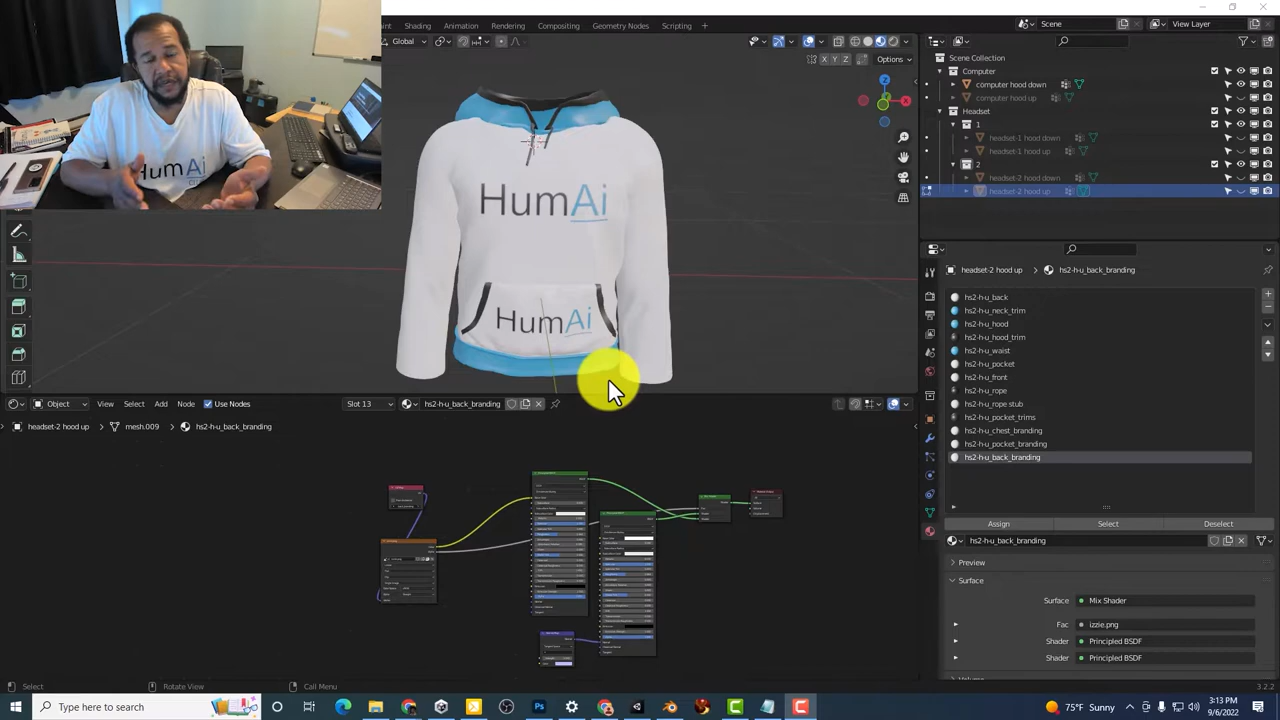 Shading Animation Rendering Compositing Geometry Nodes Scripting +
Scene
View Layer
Global
Options
X Y Z
Scene Collection
Computer
computer hood down
computer hood up
Headset
1
headset-1 hood down
headset-1 hood up
2
headset-2 hood down
headset-2 hood up
HumAi
HumAi
HumAi
headset-2 hood up
hs2-h-u_back_branding
hs2-h-u_back
hs2-h-u_neck_trim
hs2-h-u_hood
hs2-h-u_hood_trim
hs2-h-u_waist
hs2-h-u_pocket
hs2-h-u_front
hs2-h-u_rope
hs2-h-u_rope stub
hs2-h-u_pocket_trims
hs2-h-u_chest_branding
hs2-h-u_pocket_branding
hs2-h-u_back_branding
Object View Select Add Node Use Nodes Slot 13 hs2-h-u_back_branding
headset-2 hood up mesh.009 hs2-h-u_back_branding
Assign Select Deselect
hs2-h-u_back_branding
Preview
Surface
Surface Mix Shader
Fac izzie.png
Shader Principled BSDF
Shader Principled BSDF
Select Rotate View Call Menu
3.2.2
Type here to search
75°F Sunny
3:13 PM
9/6/2022